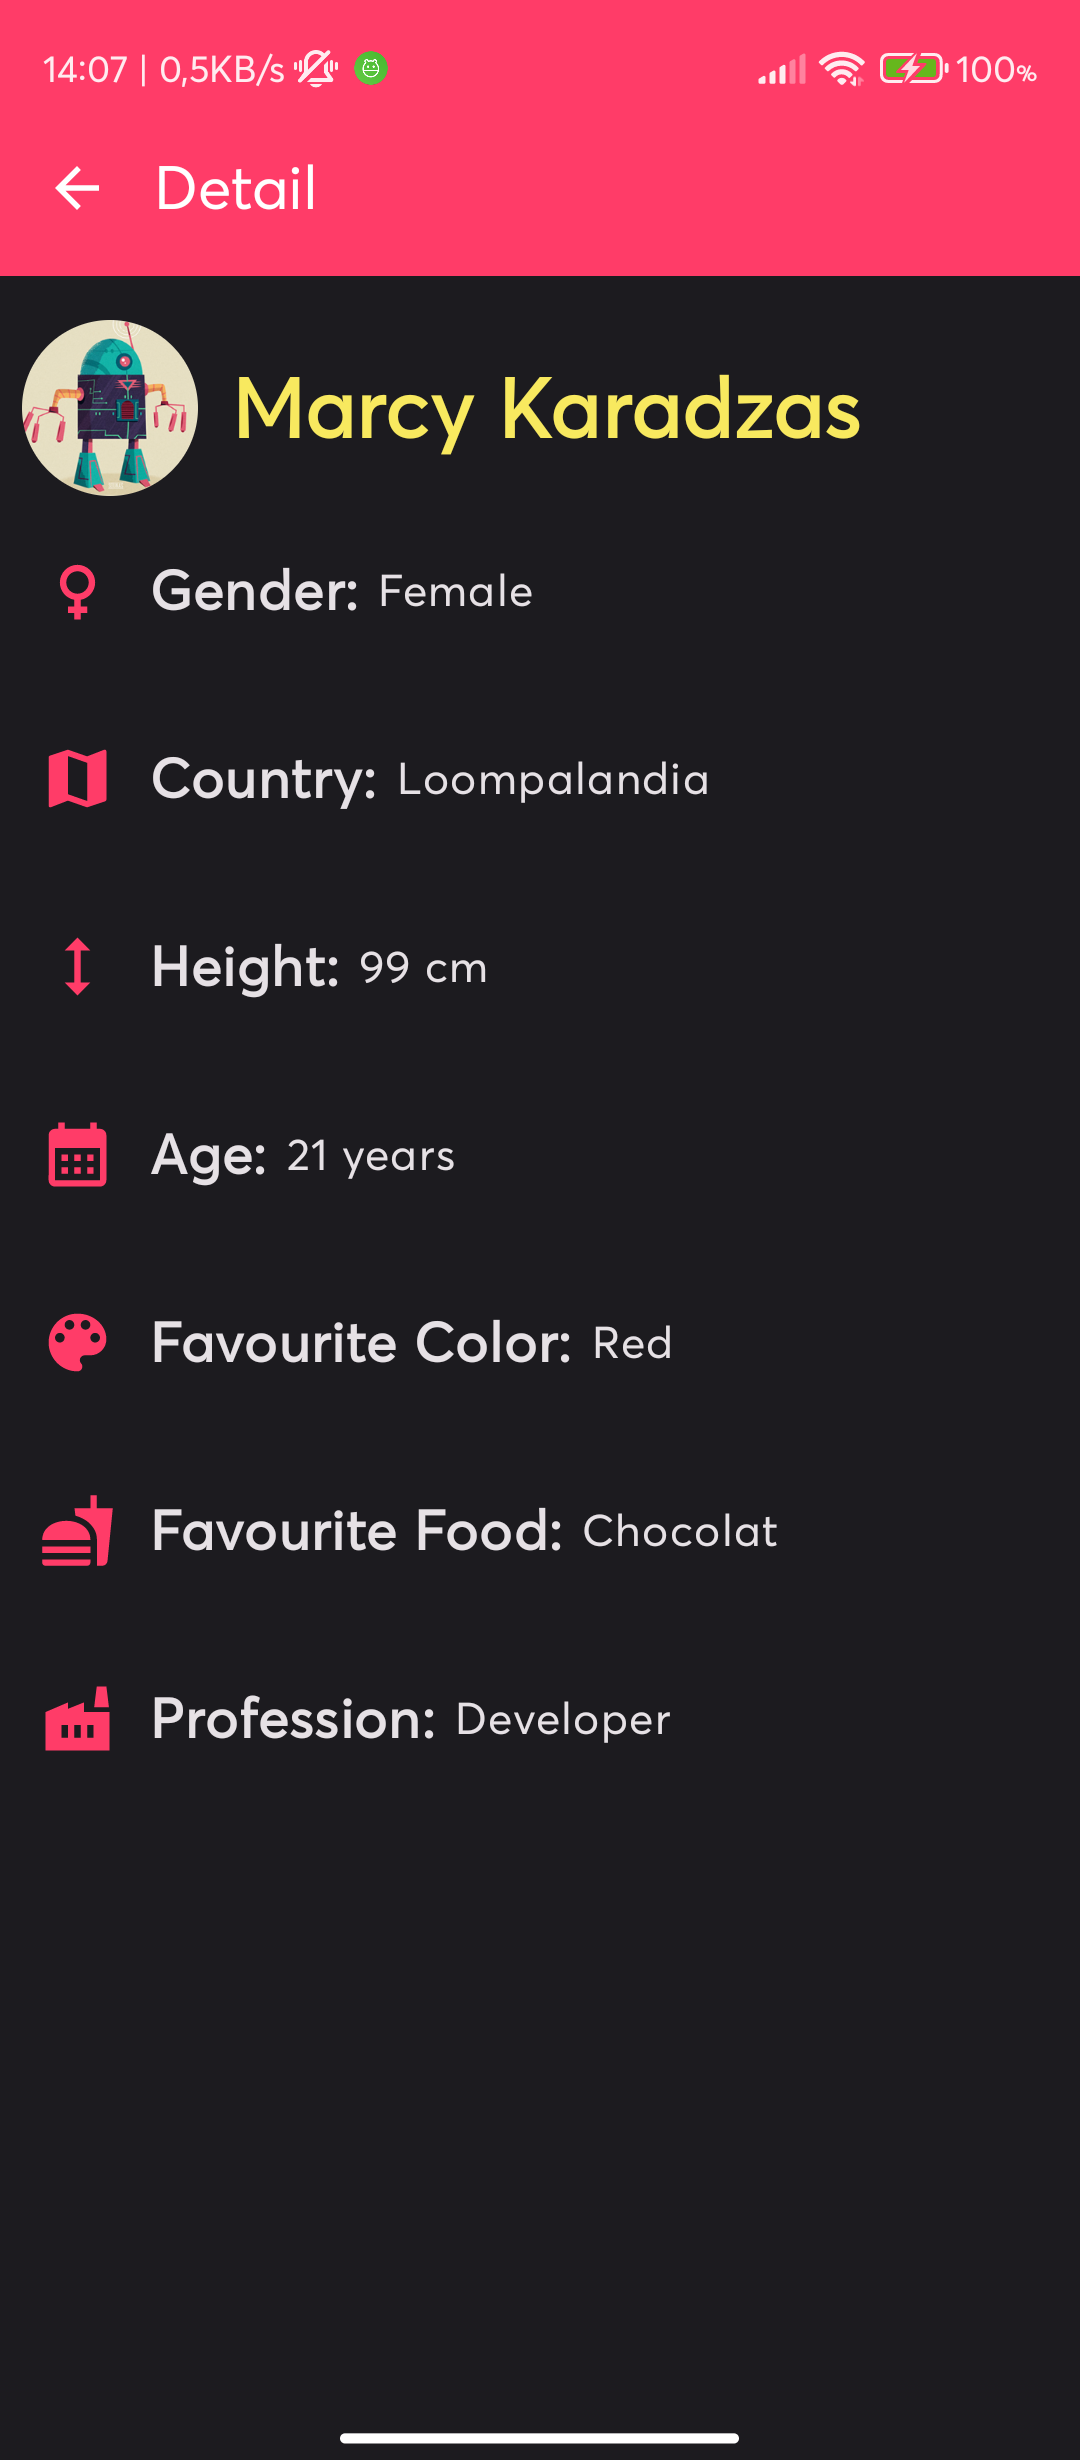 14:07 | 0,5KB/s 100%
Detail
Marcy Karadzas
Gender: Female
Country: Loompalandia
Height: 99 cm
Age: 21 years
Favourite Color: Red
Favourite Food: Chocolat
Profession: Developer